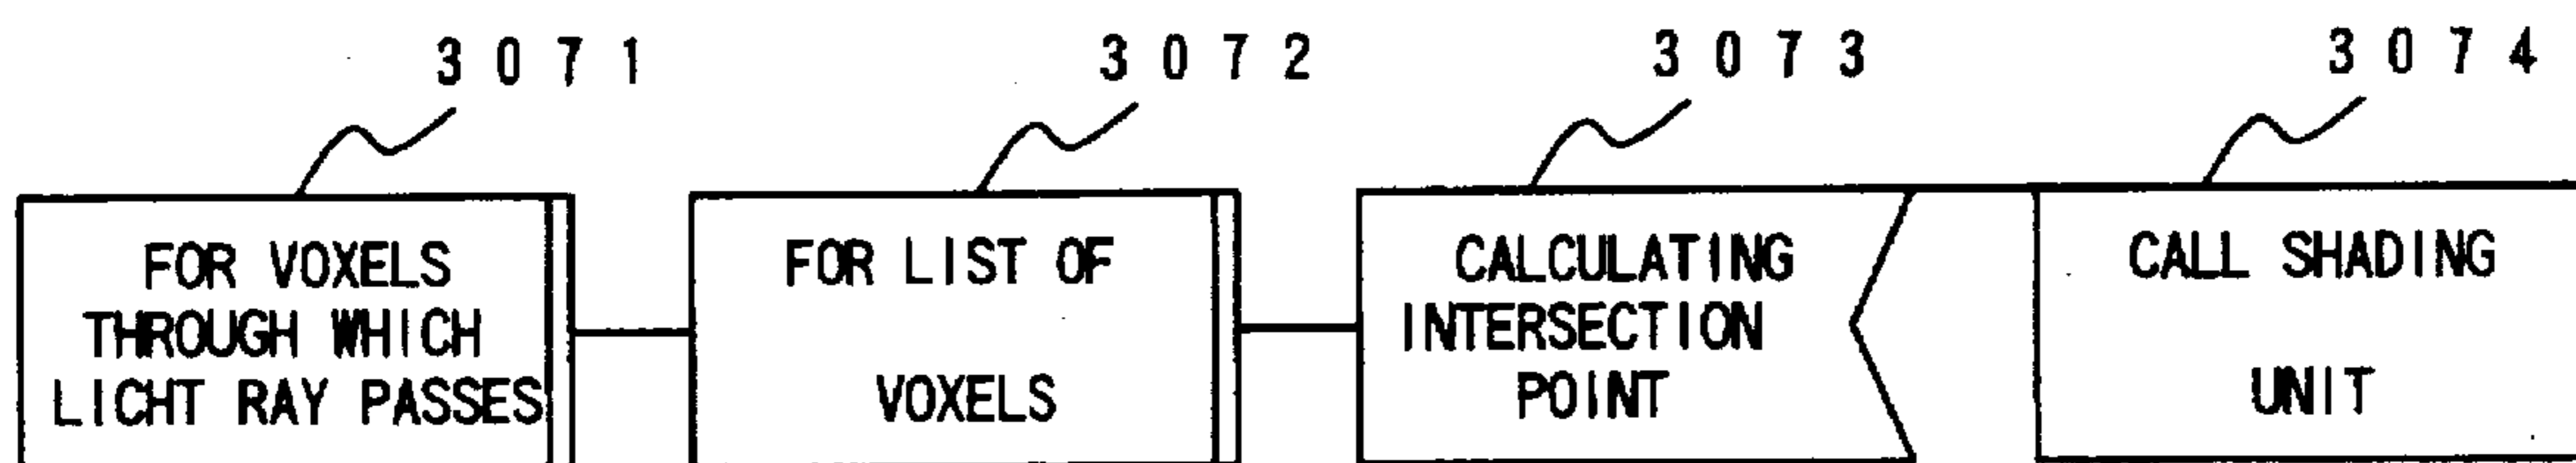 3071 3072 3073 3074
FOR VOXELS
THROUGH WHICH
LICHT RAY PASSES
FOR LIST OF
VOXELS
CALCULATING
INTERSECTION
POINT
CALL SHADING
UNIT